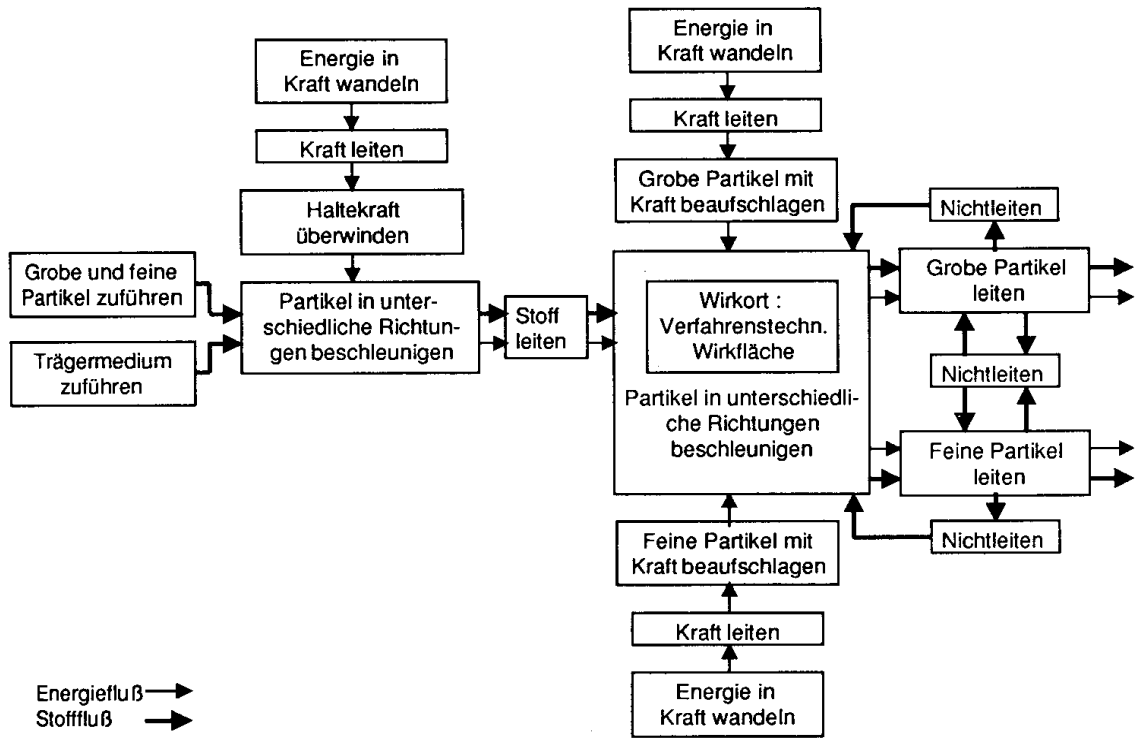 Energie in
Kraft wandeln
Kraft leiten
Haltekraft
überwinden
Grobe und feine
Partikel zuführen
Trägermedium
zuführen
Partikel in unter-
schiedliche Richtun-
gen beschleunigen
Stoff
leiten
Energie in
Kraft wandeln
Kraft leiten
Grobe Partikel mit
Kraft beaufschlagen
Wirkort :
Verfahrenstechn.
Wirkfläche
Partikel in unterschiedli-
che Richtungen
beschleunigen
Feine Partikel mit
Kraft beaufschlagen
Kraft leiten
Energie in
Kraft wandeln
Nichtleiten
Grobe Partikel
leiten
Nichtleiten
Feine Partikel
leiten
Nichtleiten
Energiefluß
Stofffluß